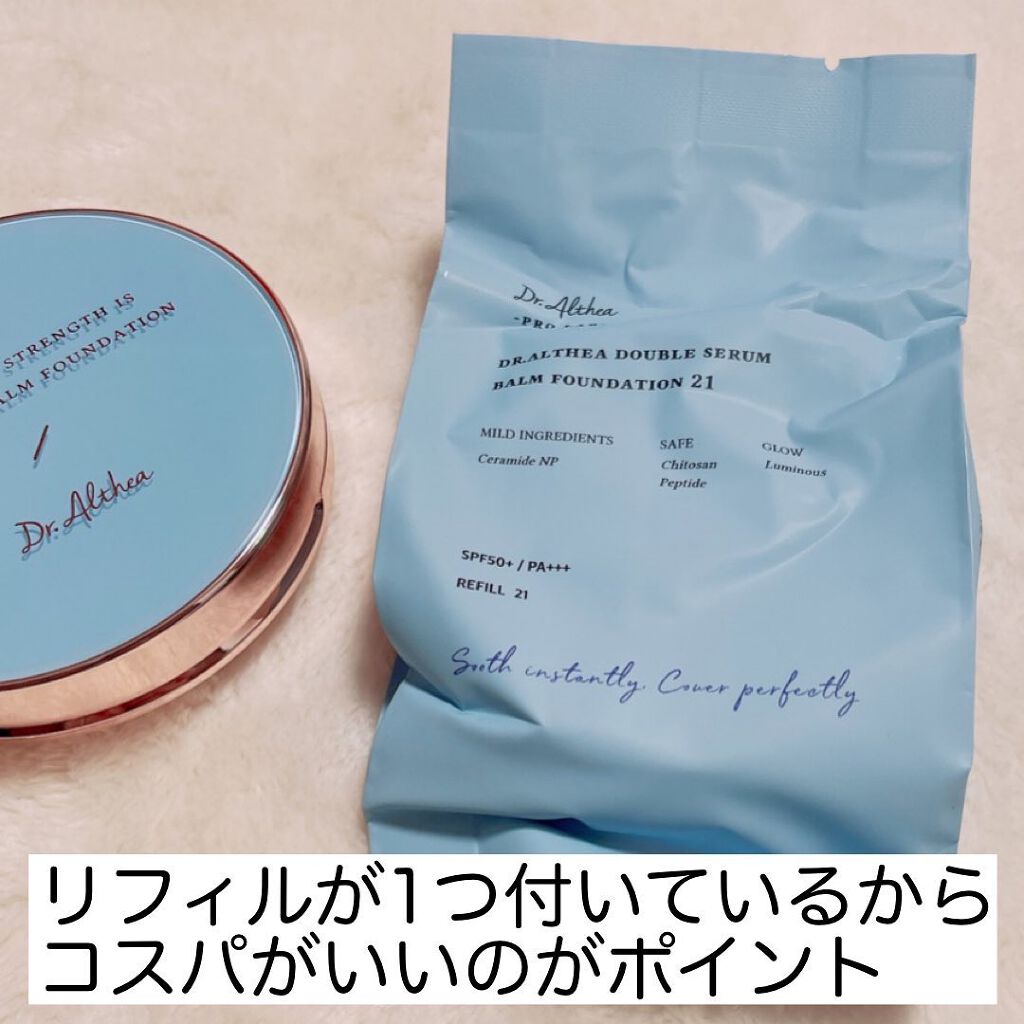 STRENGTH IS
BALM FOUNDATION
Dr. Althea
Dr. Althea
DR.ALTHEA DOUBLE SERUM
BALM FOUNDATION 21
MILD INGREDIENTS
Ceramide NP
SAFE
Chitosan
Peptide
GLOW
Luminous
SPF50+ / PA+++
REFILL 21
Sooth instantly. Cover perfectly
リフィルが1つ付いているから
コスパがいいのがポイント